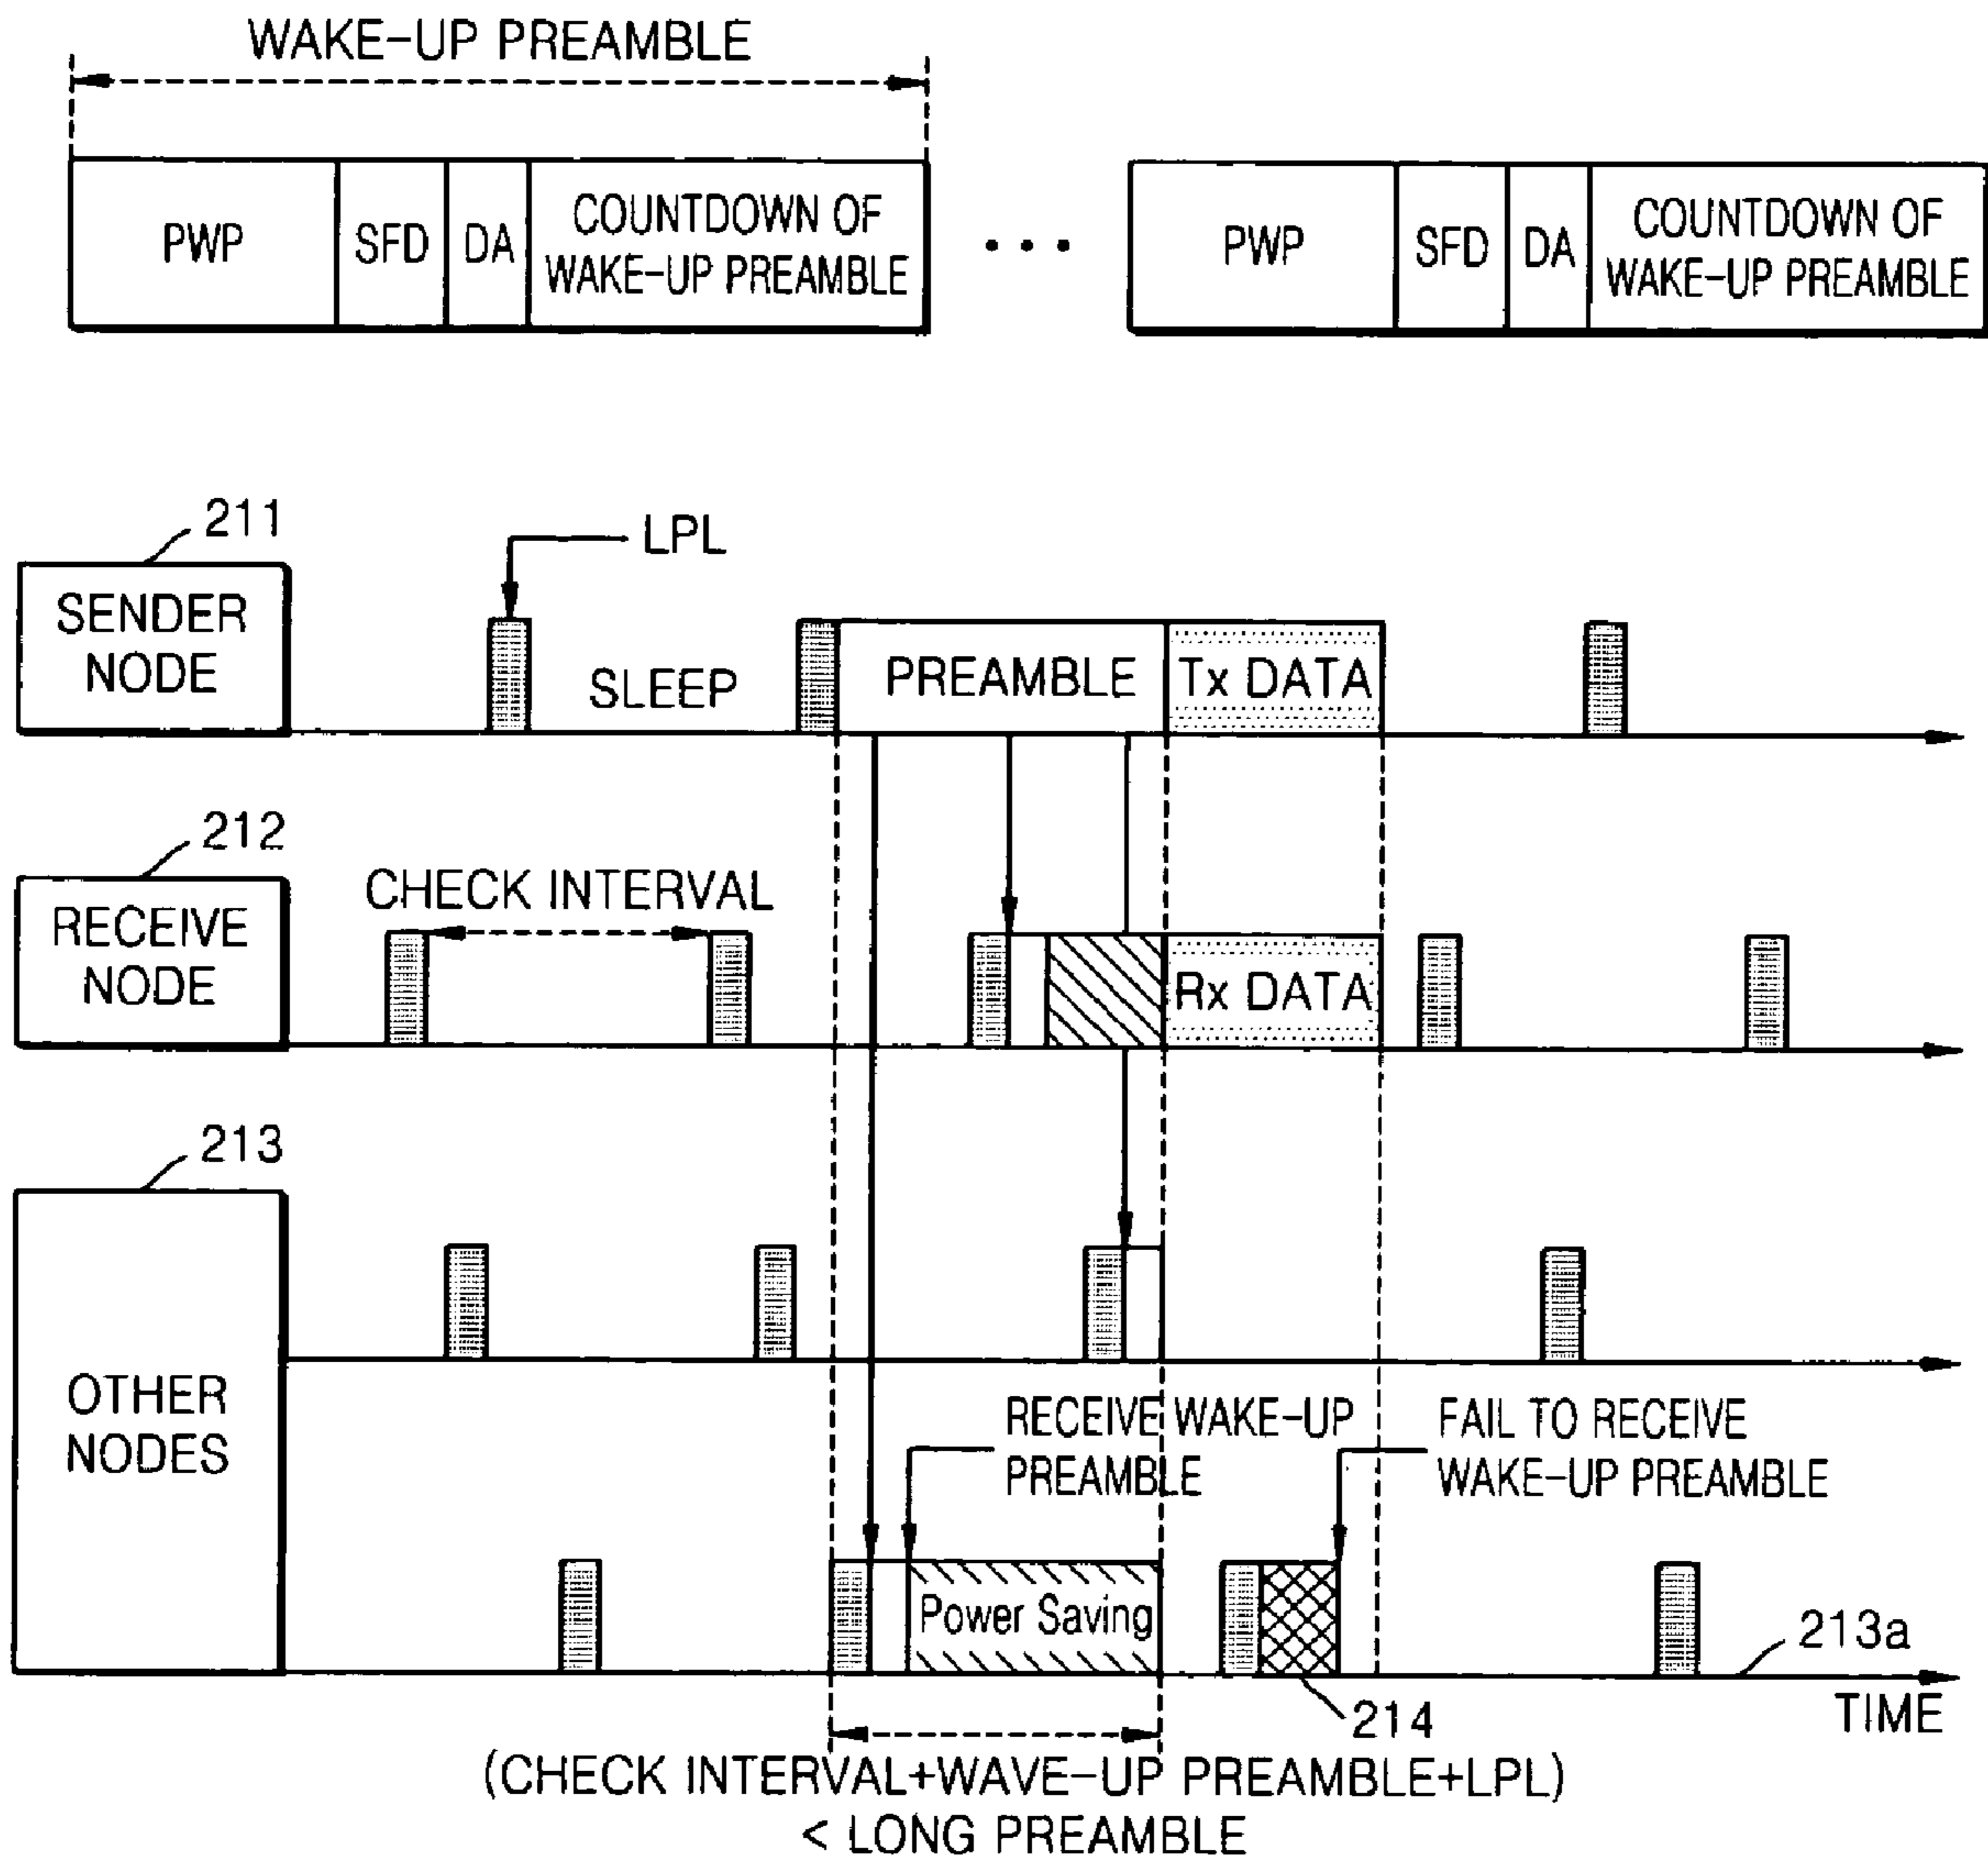 WAKE-UP PREAMBLE
PWP
SFD
DA
COUNTDOWN OF
WAKE-UP PREAMBLE
...
PWP
SFD
DA
COUNTDOWN OF
WAKE-UP PREAMBLE
211
SENDER
NODE
LPL
SLEEP
PREAMBLE
Tx DATA
212
RECEIVE
NODE
CHECK INTERVAL
Rx DATA
213
OTHER
NODES
RECEIVE WAKE-UP
PREAMBLE
FAIL TO RECEIVE
WAKE-UP PREAMBLE
Power Saving
213a
214
TIME
(CHECK INTERVAL+WAVE-UP PREAMBLE+LPL)
< LONG PREAMBLE